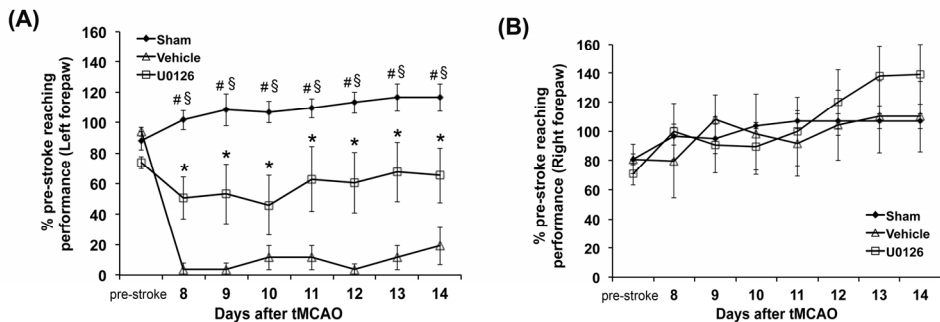 (A)
% pre-stroke reaching
performance (Left forepaw)
160
140
120
100
80
60
40
20
0
Sham
Vehicle
U0126
#§ #§ #§ #§ #§ #§ #§
* * * * * * *
pre-stroke 8 9 10 11 12 13 14
Days after tMCAO
(B)
% pre-stroke reaching
performance (Right forepaw)
160
140
120
100
80
60
40
20
0
Sham
Vehicle
U0126
pre-stroke 8 9 10 11 12 13 14
Days after tMCAO